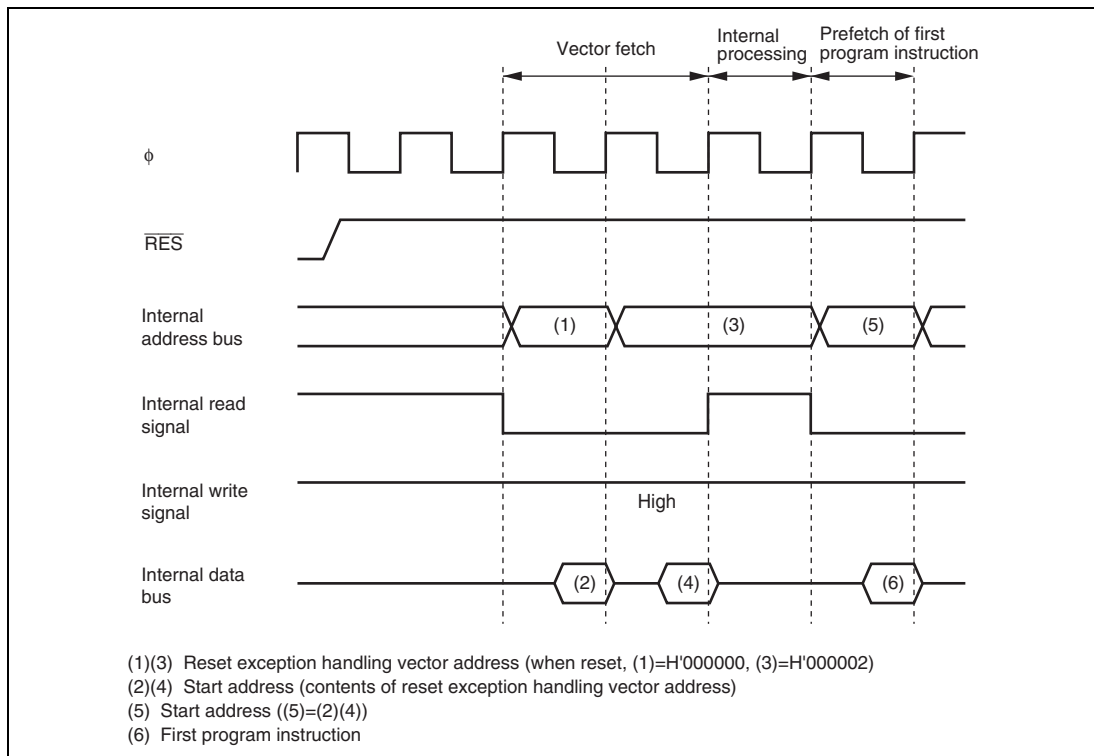 Vector fetch
Internal
processing
Prefetch of first
program instruction
ϕ
RES
Internal
address bus
(1)
(3)
(5)
Internal read
signal
Internal write
signal
High
Internal data
bus
(2)
(4)
(6)
(1)(3) Reset exception handling vector address (when reset, (1)=H'000000, (3)=H'000002)
(2)(4) Start address (contents of reset exception handling vector address)
(5) Start address ((5)=(2)(4))
(6) First program instruction